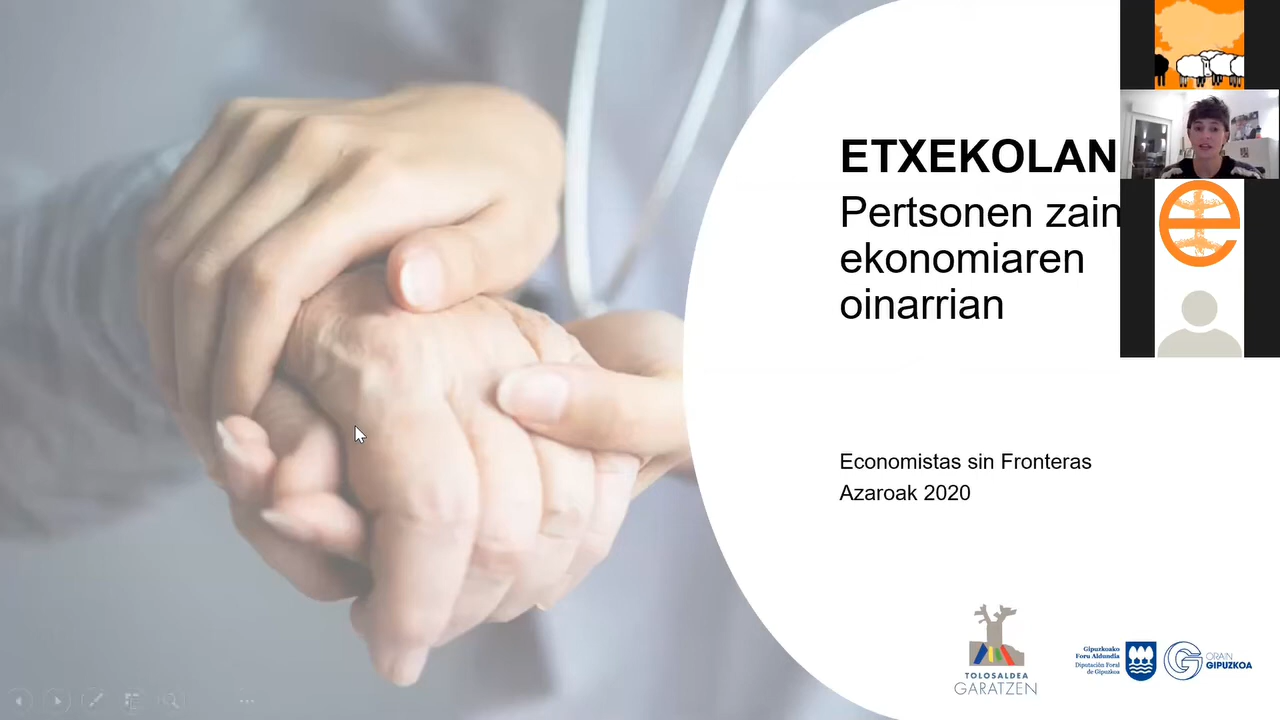 ETXEKOLAN
Pertsonen zain
ekonomiaren
oinarrian
Economistas sin Fronteras
Azaroak 2020
TOLOSALDEA
GARATZEN
Gipuzkoako
Foru Aldundia
Diputación Foral
de Gipuzkoa
ORAIN
GIPUZKOA